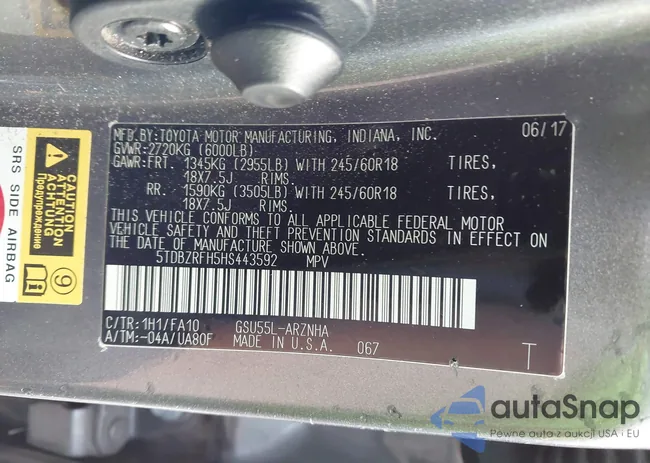 MFD.BY:TOYOTA MOTOR MANUFACTURING, INDIANA, INC. 06/17
GVWR:2720KG (6000LB)
GAWR:FRT 1345KG (2955LB) WITH 245/60R18 TIRES,
18X7.5J RIMS.
RR. 1590KG (3505LB) WITH 245/60R18 TIRES,
18X7.5J RIMS.
THIS VEHICLE CONFORMS TO ALL APPLICABLE FEDERAL MOTOR
VEHICLE SAFETY AND THEFT PREVENTION STANDARDS IN EFFECT ON
THE DATE OF MANUFACTURE SHOWN ABOVE.
5TDBZRFH5HS443592 MPV
C/TR:1H1/FA10 GSU55L-ARZNHA
A/TM:-04A/UA80F MADE IN U.S.A. 067 T
SRS SIDE AIRBAG
CAUTION
ATTENTION
ACHTUNG
Предупреждение
9
autoSnap
Pewne auta z aukcji USA i EU